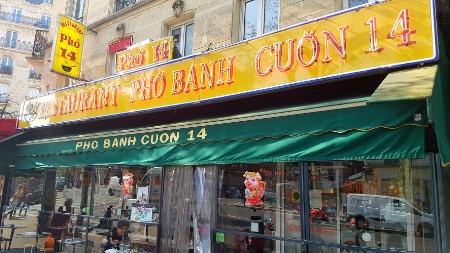 PHỞ
14
PHỞ 14
RESTAURANT PHỞ BÁNH CUỐN 14
PHO BANH CUON 14